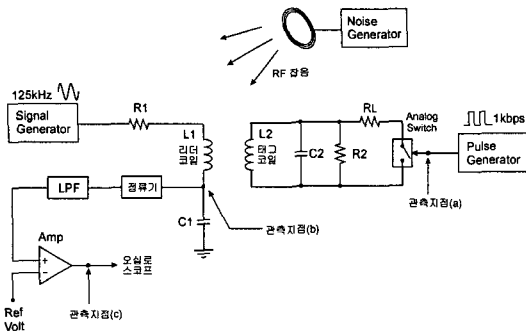 Noise
Generator
RF 잡음
125kHz
Signal
Generator
R1
L1
리더
코일
L2
태그
코일
C2
R2
RL
Analog
Switch
1kbps
Pulse
Generator
관측지점(a)
LPF
정류기
C1
관측지점(b)
Amp
+
−
오실로
스코프
Ref
Volt
관측지점(c)